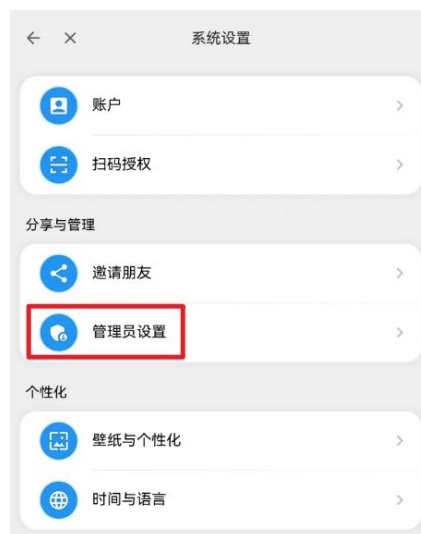 系统设置
账户
扫码授权
分享与管理
邀请朋友
管理员设置
个性化
壁纸与个性化
时间与语言